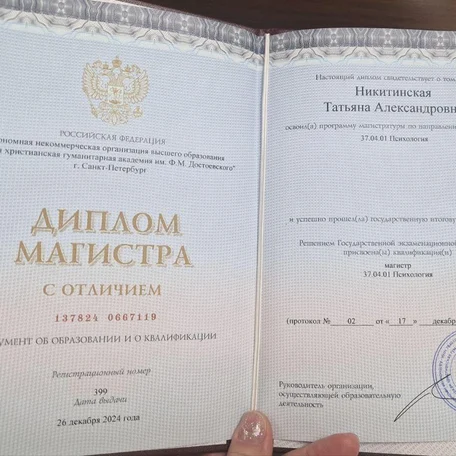 РОССИЙСКАЯ ФЕДЕРАЦИЯ
номная некоммерческая организация высшего образования
христианская гуманитарная академия им. Ф.М. Достоевского"
г. Санкт-Петербург
ДИПЛОМ
МАГИСТРА
С ОТЛИЧИЕМ
137824 0667119
УМЕНТ ОБ ОБРАЗОВАНИИ И О КВАЛИФИКАЦИИ
Регистрационный номер
399
Дата выдачи
26 декабря 2024 года
Настоящий диплом свидетельствует о том
Никитинская
Татьяна Александровн
освоил(а) программу магистратуры по направлени
37.04.01 Психология
и успешно прошел(ла) государственную итогову
Решением Государственной экзаменационной
присвоена(ы) квалификация(и)
магистр
37.04.01 Психология
(протокол № 02 от « 17 » декабр
Руководитель организации,
осуществляющей образовательную
деятельность